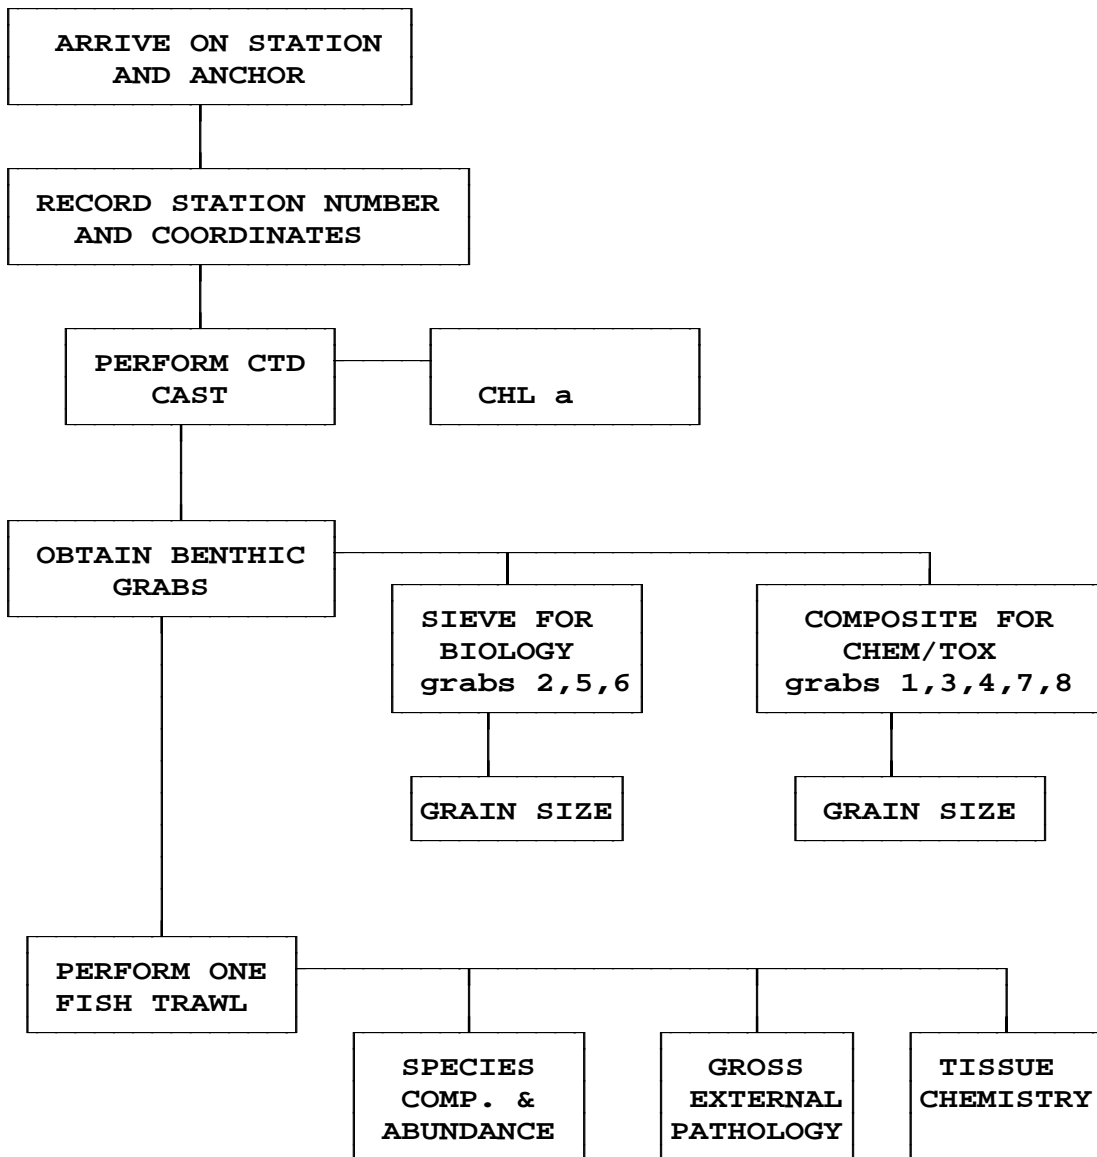 ARRIVE ON STATION
AND ANCHOR
RECORD STATION NUMBER
AND COORDINATES
PERFORM CTD
CAST
CHL a
OBTAIN BENTHIC
GRABS
SIEVE FOR
BIOLOGY
grabs 2,5,6
COMPOSITE FOR
CHEM/TOX
grabs 1,3,4,7,8
GRAIN SIZE
GRAIN SIZE
PERFORM ONE
FISH TRAWL
SPECIES
COMP. &
ABUNDANCE
GROSS
EXTERNAL
PATHOLOGY
TISSUE
CHEMISTRY